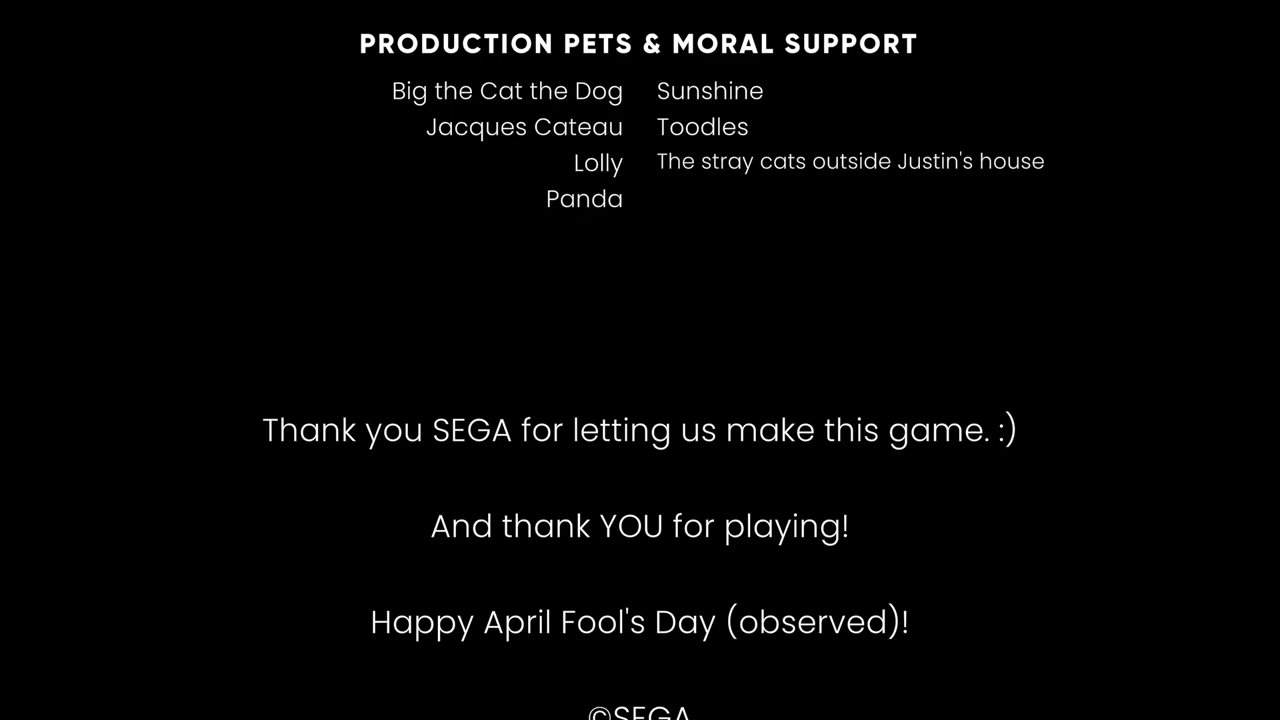 PRODUCTION PETS & MORAL SUPPORT
Big the Cat the Dog
Sunshine
Jacques Cateau
Toodles
Lolly
The stray cats outside Justin's house
Panda
Thank you SEGA for letting us make this game. :)
And thank YOU for playing!
Happy April Fool's Day (observed)!
©SEGA